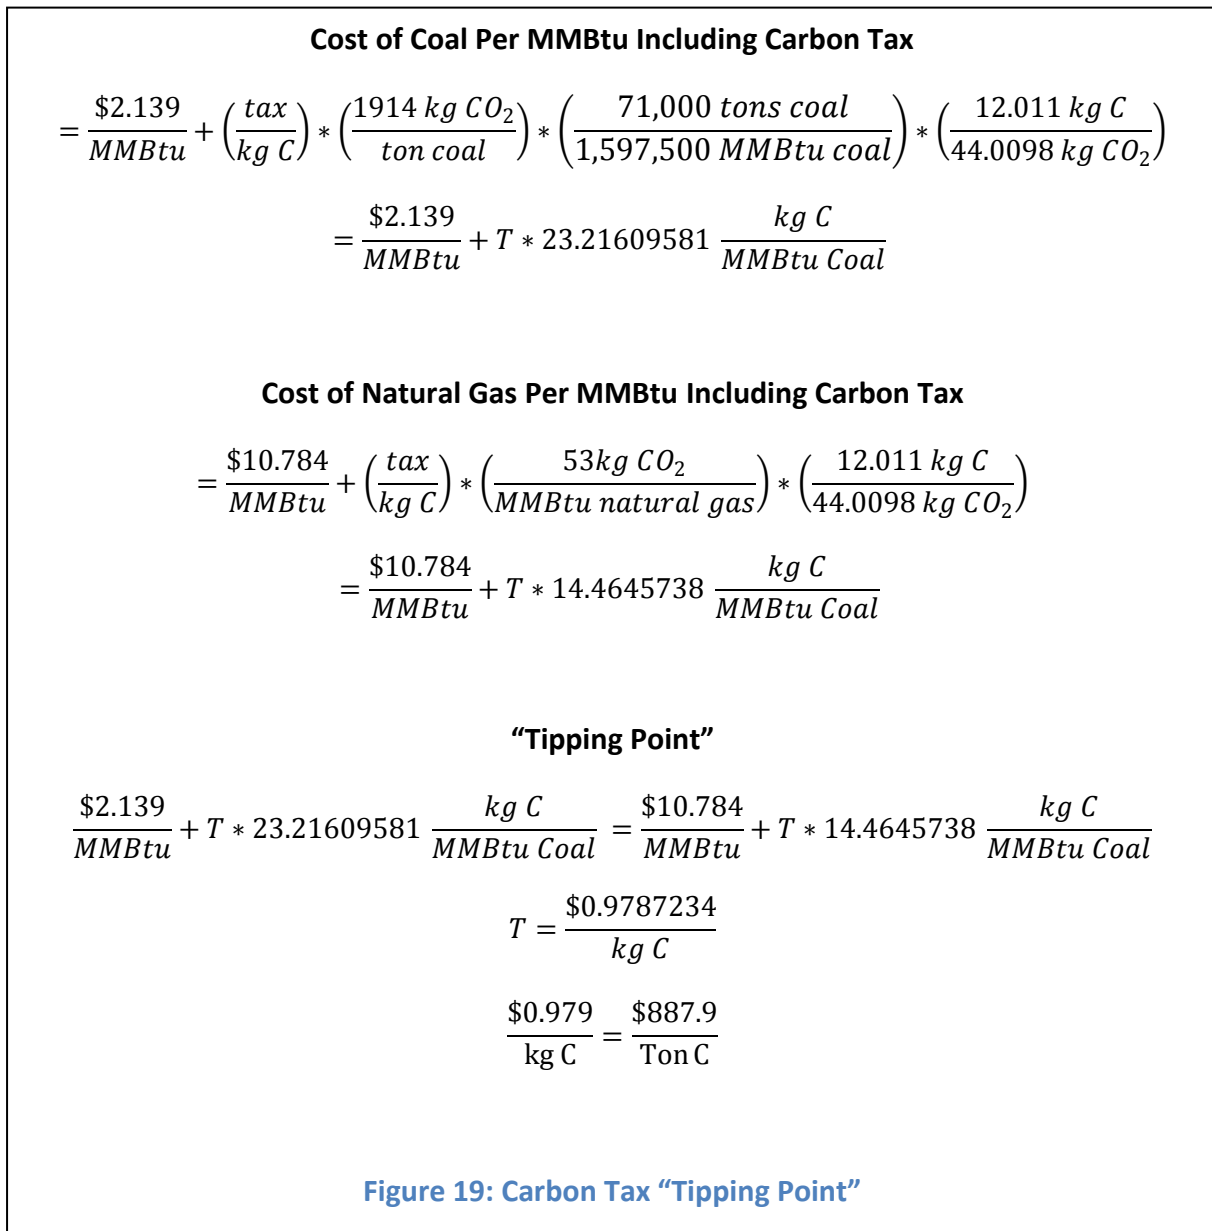 Cost of Coal Per MMBtu Including Carbon Tax
= $2.139/MMBtu + (tax/kg C) * (1914 kg CO₂/ton coal) * (71,000 tons coal/1,597,500 MMBtu coal) * (12.011 kg C/44.0098 kg CO₂)
= $2.139/MMBtu + T * 23.21609581 kg C/MMBtu Coal
Cost of Natural Gas Per MMBtu Including Carbon Tax
= $10.784/MMBtu + (tax/kg C) * (53kg CO₂/MMBtu natural gas) * (12.011 kg C/44.0098 kg CO₂)
= $10.784/MMBtu + T * 14.4645738 kg C/MMBtu Coal
“Tipping Point”
$2.139/MMBtu + T * 23.21609581 kg C/MMBtu Coal = $10.784/MMBtu + T * 14.4645738 kg C/MMBtu Coal
T = $0.9787234/kg C
$0.979/kg C = $887.9/Ton C
Figure 19: Carbon Tax “Tipping Point”